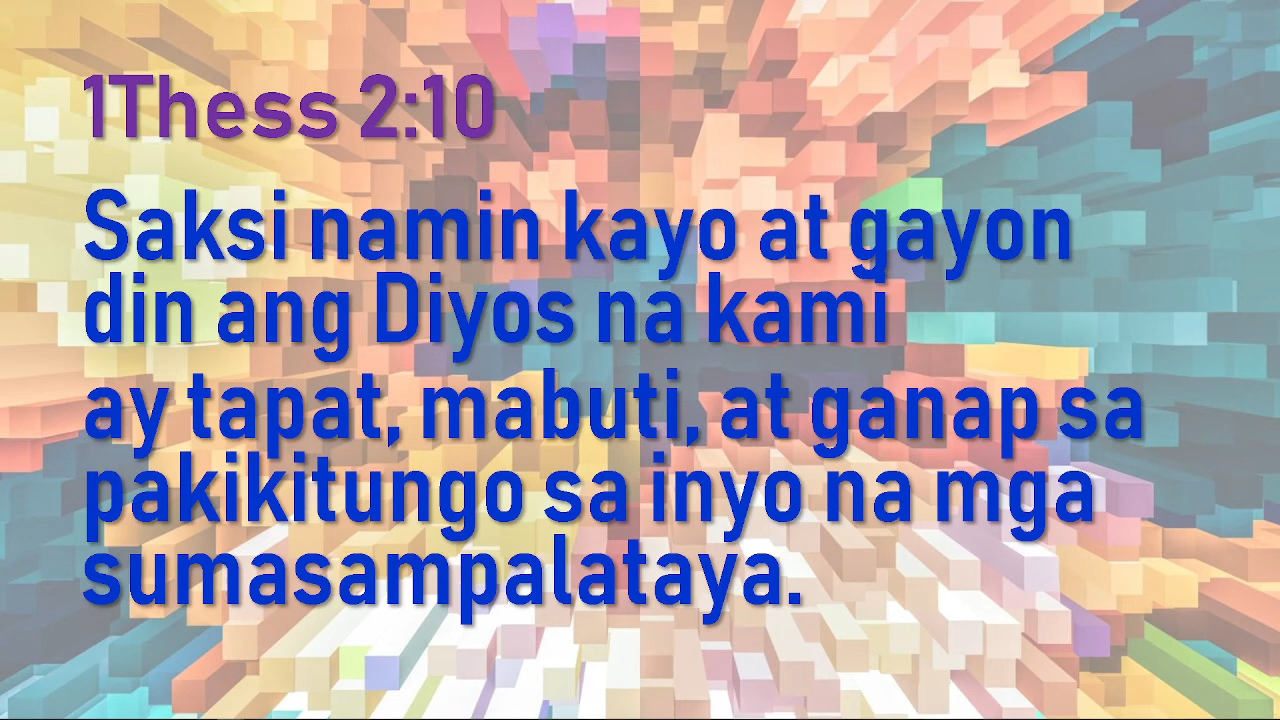 1Thess 2:10
Saksi namin kayo at gayon
din ang Diyos na kami
ay tapat, mabuti, at ganap sa
pakikitungo sa inyo na mga
sumasampalataya.